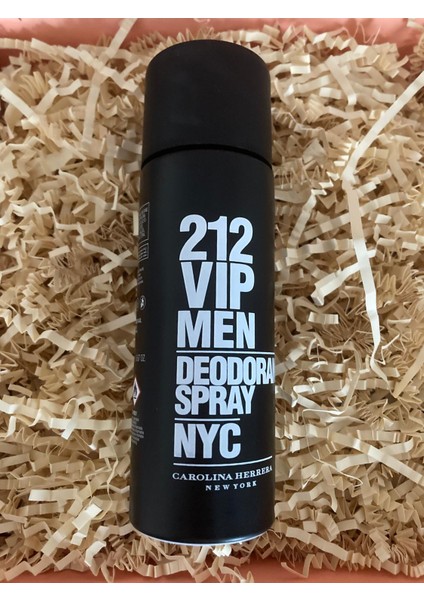 212
VIP
MEN
DEODORA
SPRAY
NYC
CAROLINA HERRERA
NEW YORK